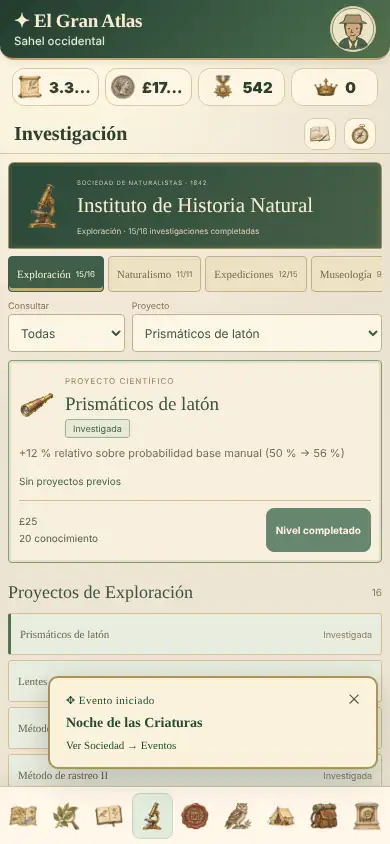 ✦ El Gran Atlas
Sahel occidental
3.3... £17... 542 0
Investigación
SOCIEDAD DE NATURALISTAS · 1842
Instituto de Historia Natural
Exploración · 15/16 investigaciones completadas
Exploración 15/16 Naturalismo 11/11 Expediciones 12/15 Museología 9
Consultar Proyecto
Todas Prismáticos de latón
PROYECTO CIENTÍFICO
Prismáticos de latón
Investigada
+12 % relativo sobre probabilidad base manual (50 % → 56 %)
Sin proyectos previos
£25
20 conocimiento
Nivel completado
Proyectos de Exploración 16
Prismáticos de latón Investigada
Lentes
✥ Evento iniciado
Noche de las Criaturas
Ver Sociedad → Eventos
Método de rastreo II Investigada